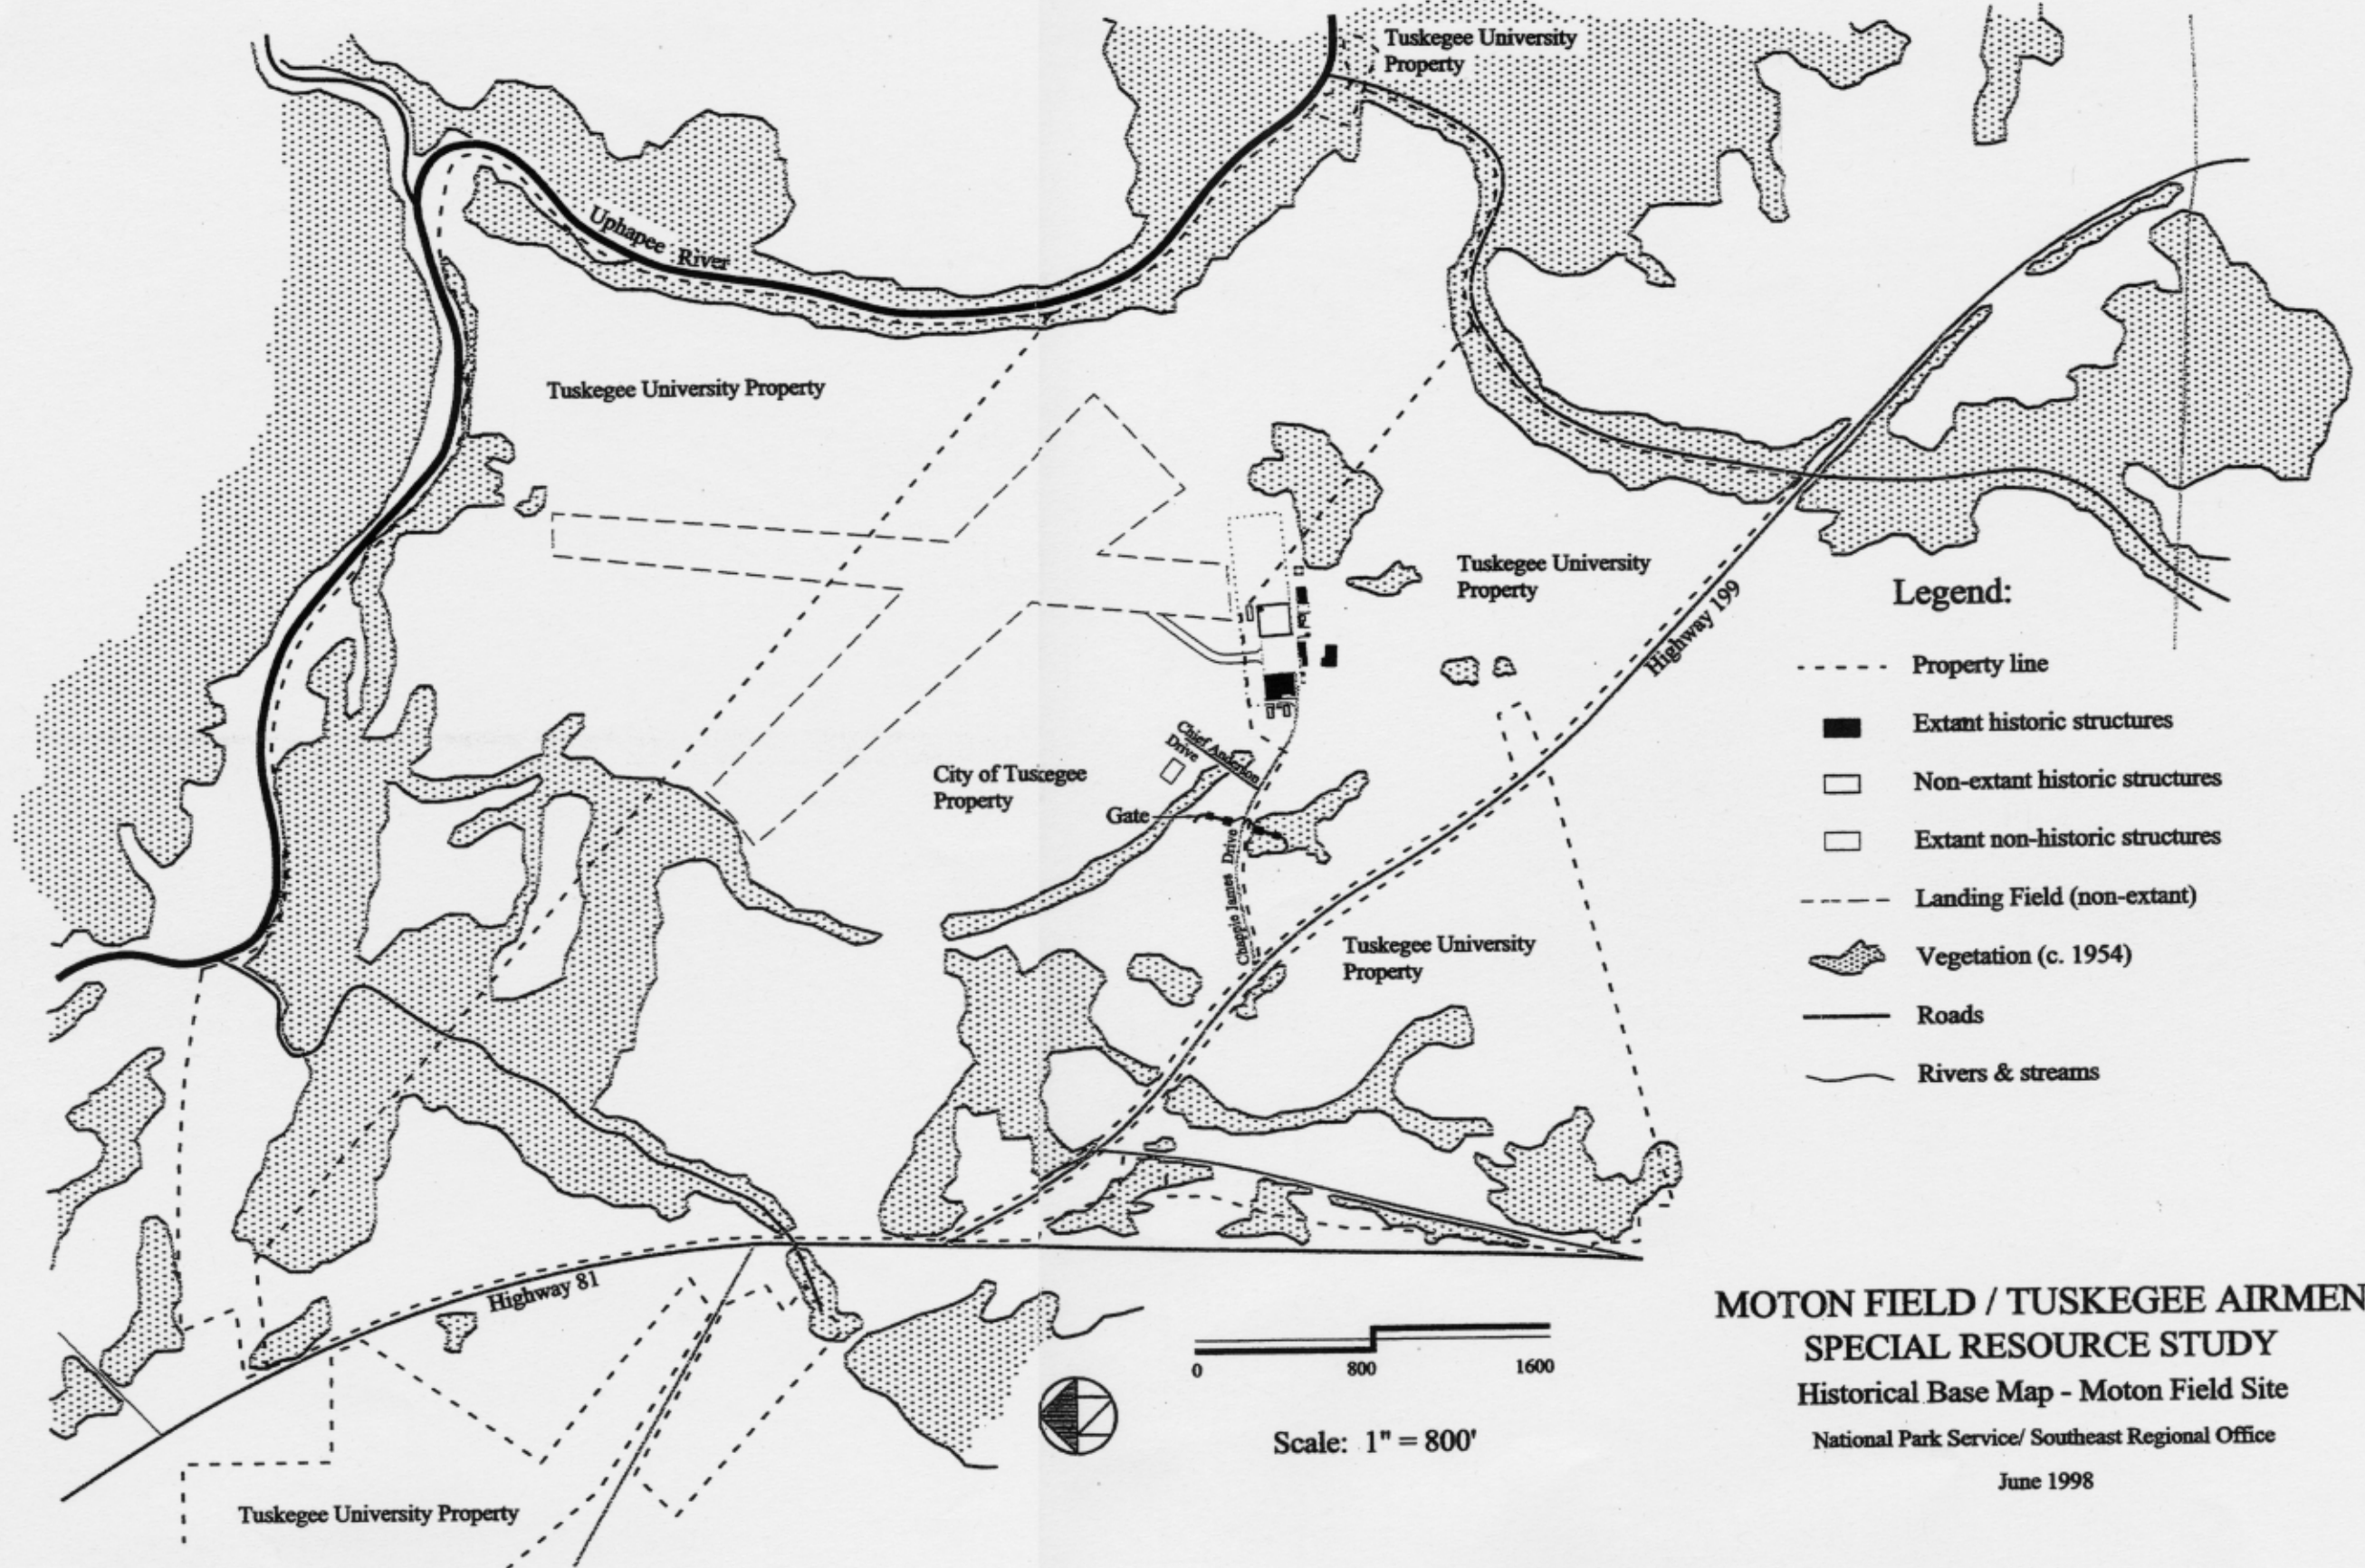 Tuskegee University
Property
Uphapee River
Tuskegee University Property
Tuskegee University
Property
Highway 199
Chief Anderson
Drive
City of Tuskegee
Property
Gate
Chappie James Drive
Tuskegee University
Property
Highway 81
Tuskegee University Property
Legend:
Property line
Extant historic structures
Non-extant historic structures
Extant non-historic structures
Landing Field (non-extant)
Vegetation (c. 1954)
Roads
Rivers & streams
0 800 1600
Scale: 1" = 800'
MOTON FIELD / TUSKEGEE AIRMEN
SPECIAL RESOURCE STUDY
Historical Base Map - Moton Field Site
National Park Service/ Southeast Regional Office
June 1998